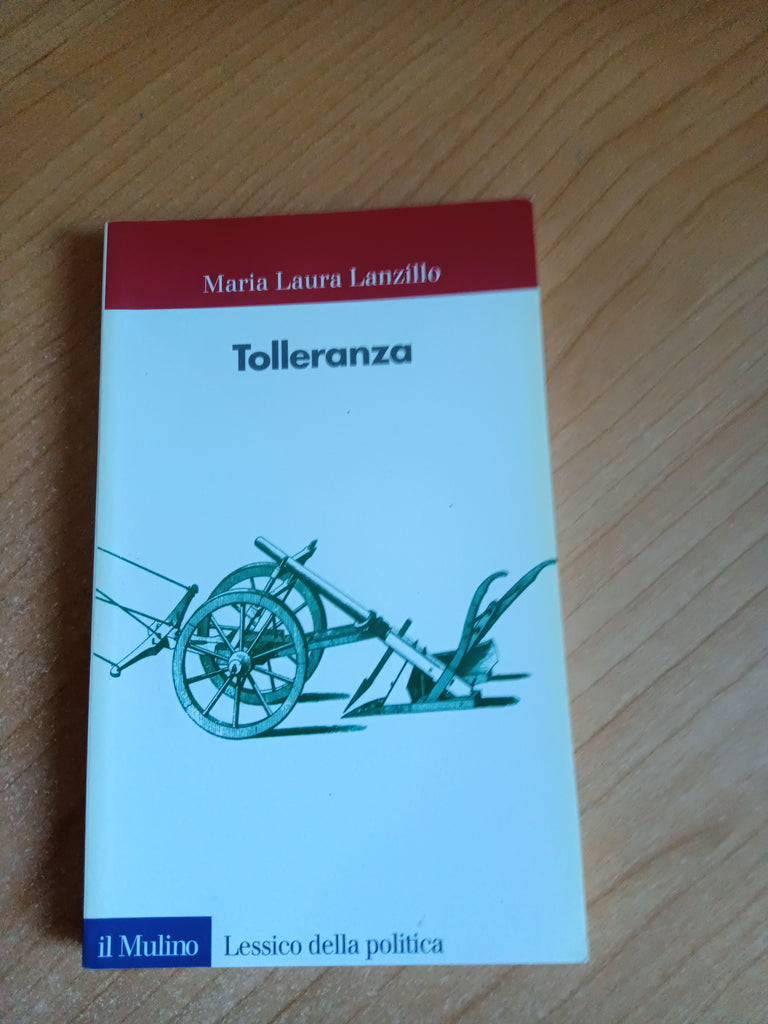 Maria Laura Lanzillo
Tolleranza
il Mulino Lessico della politica